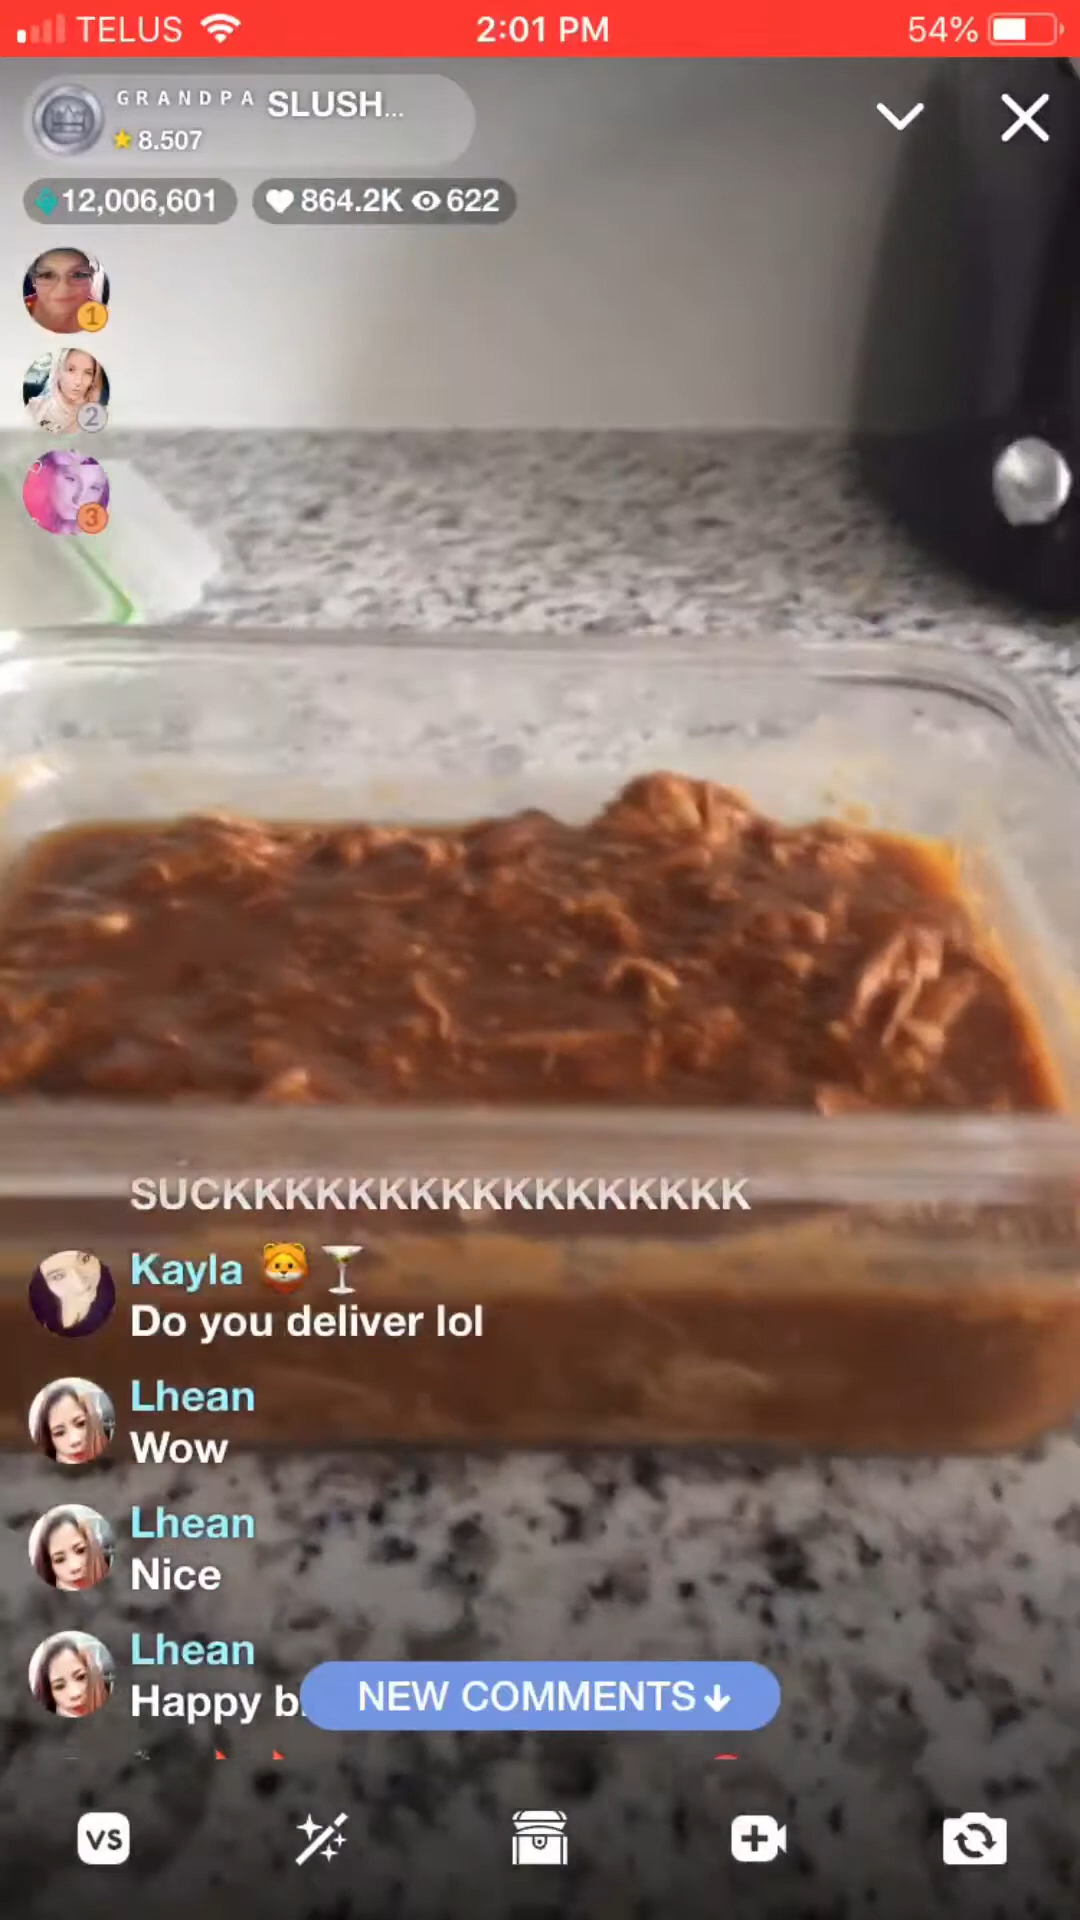 TELUS 2:01 PM 54%
GRANDPA SLUSH...
8.507
12,006,601 864.2K 622
1
2
3
SUCKKKKKKKKKKKKKKKKK
Kayla 🦁 🍸
Do you deliver lol
Lhean
Wow
Lhean
Nice
Lhean
Happy b
NEW COMMENTS
VS